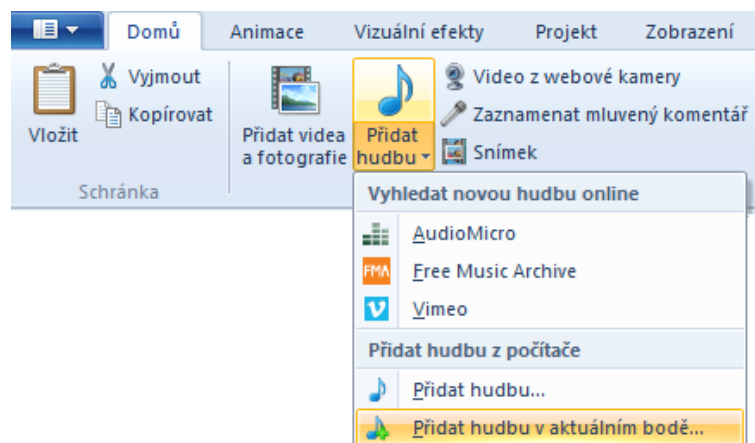 Domů
Animace
Vizuální efekty
Projekt
Zobrazení
Vložit
Vyjmout
Kopírovat
Schránka
Přidat videa
a fotografie
Přidat
hudbu
Video z webové kamery
Zaznamenat mluvený komentář
Snímek
Vyhledat novou hudbu online
AudioMicro
FMA Free Music Archive
Vimeo
Přidat hudbu z počítače
Přidat hudbu...
Přidat hudbu v aktuálním bodě...